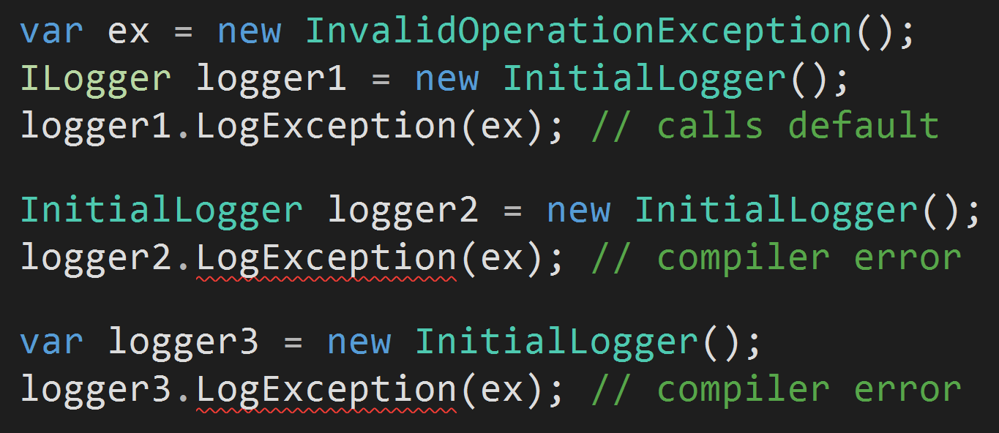 var ex = new InvalidOperationException();
ILogger logger1 = new InitialLogger();
logger1.LogException(ex); // calls default
InitialLogger logger2 = new InitialLogger();
logger2.LogException(ex); // compiler error
var logger3 = new InitialLogger();
logger3.LogException(ex); // compiler error